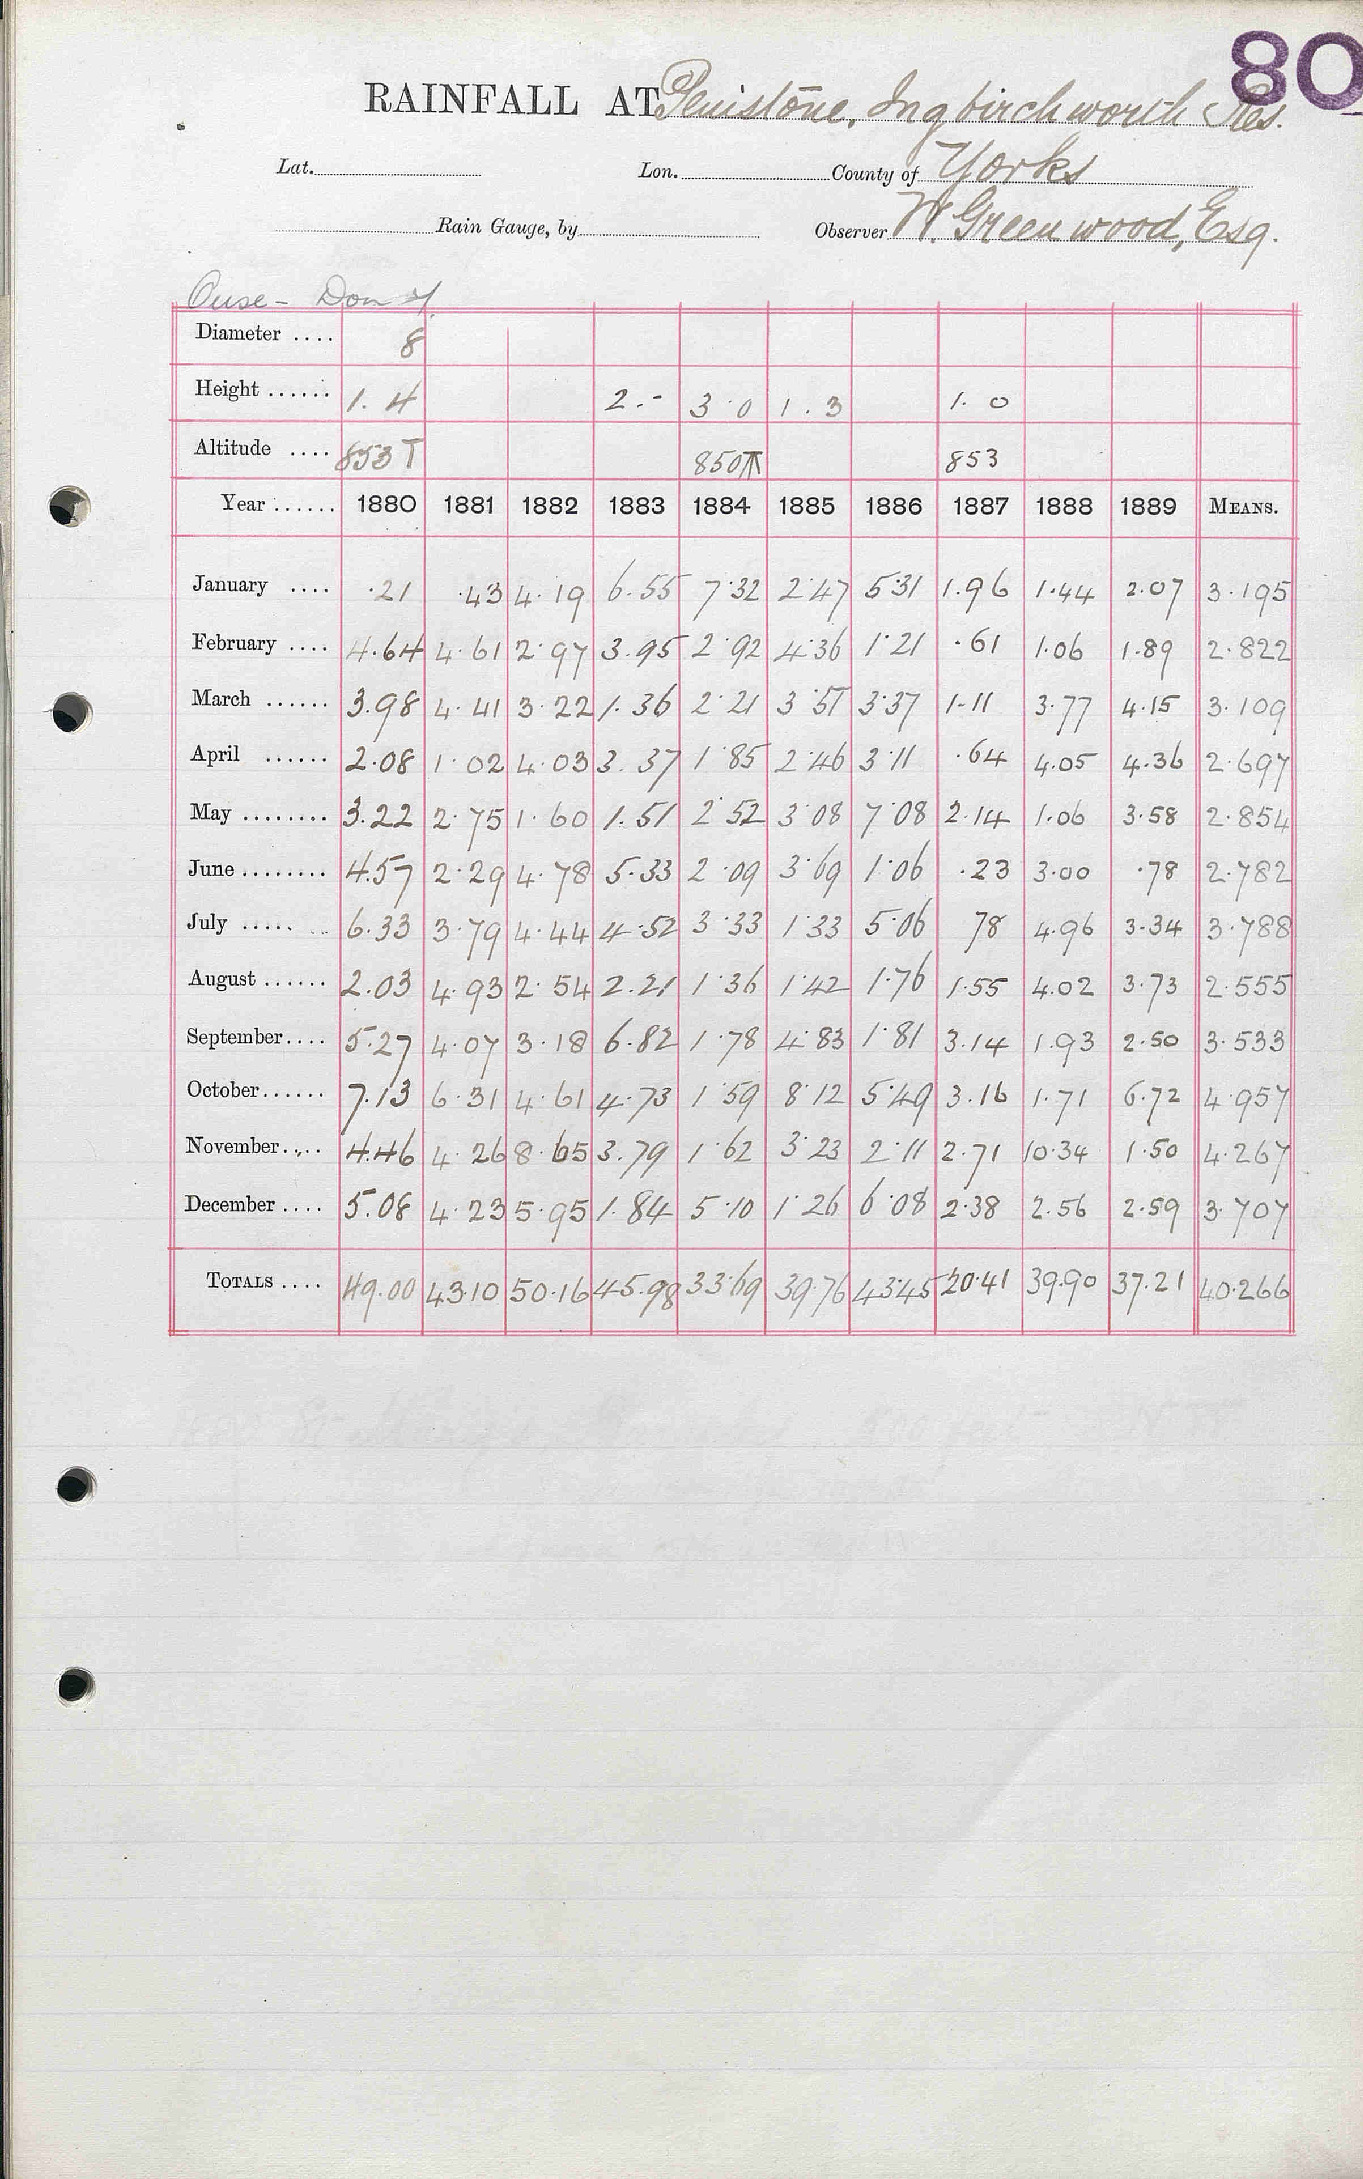 80
RAINFALL AT Penistone, Ingbirchworth Res.
Lat. Lon. County of Yorks
Rain Gauge, by Observer W. Greenwood, Esq.
Ouse - Don
Diameter .... 8
Height ...... 1. 4 2.- 3.0 1.3 1.0
Altitude .... 853 T 850 853
Year ...... 1880 1881 1882 1883 1884 1885 1886 1887 1888 1889 MEANS.
January .... .21 .43 4.19 6.55 7.32 2.47 5.31 1.96 1.44 2.07 3.195
February .... 4.64 4.61 2.97 3.95 2.92 4.36 1.21 .61 1.06 1.89 2.822
March ...... 3.98 4.41 3.22 1.36 2.21 3.51 3.37 1.11 3.77 4.15 3.109
April ...... 2.08 1.02 4.03 3.37 1.85 2.46 3.11 .64 4.05 4.36 2.697
May ........ 3.22 2.75 1.60 1.51 2.52 3.08 7.08 2.14 1.06 3.58 2.854
June ........ 4.57 2.29 4.78 5.33 2.09 3.69 1.06 .23 3.00 .78 2.782
July ..... 6.33 3.79 4.44 4.52 3.33 1.33 5.06 78 4.96 3.34 3.788
August ...... 2.03 4.93 2.54 2.21 1.36 1.42 1.76 1.55 4.02 3.73 2.555
September.... 5.27 4.07 3.18 6.82 1.78 4.83 1.81 3.14 1.93 2.50 3.533
October...... 7.13 6.31 4.61 4.73 1.59 8.12 5.49 3.16 1.71 6.72 4.957
November.... 4.46 4.26 8.65 3.79 1.62 3.23 2.11 2.71 10.34 1.50 4.267
December .... 5.08 4.23 5.95 1.84 5.10 1.26 6.08 2.38 2.56 2.59 3.707
TOTALS .... 49.00 43.10 50.16 45.98 33.69 39.76 43.45 20.41 39.90 37.21 40.266